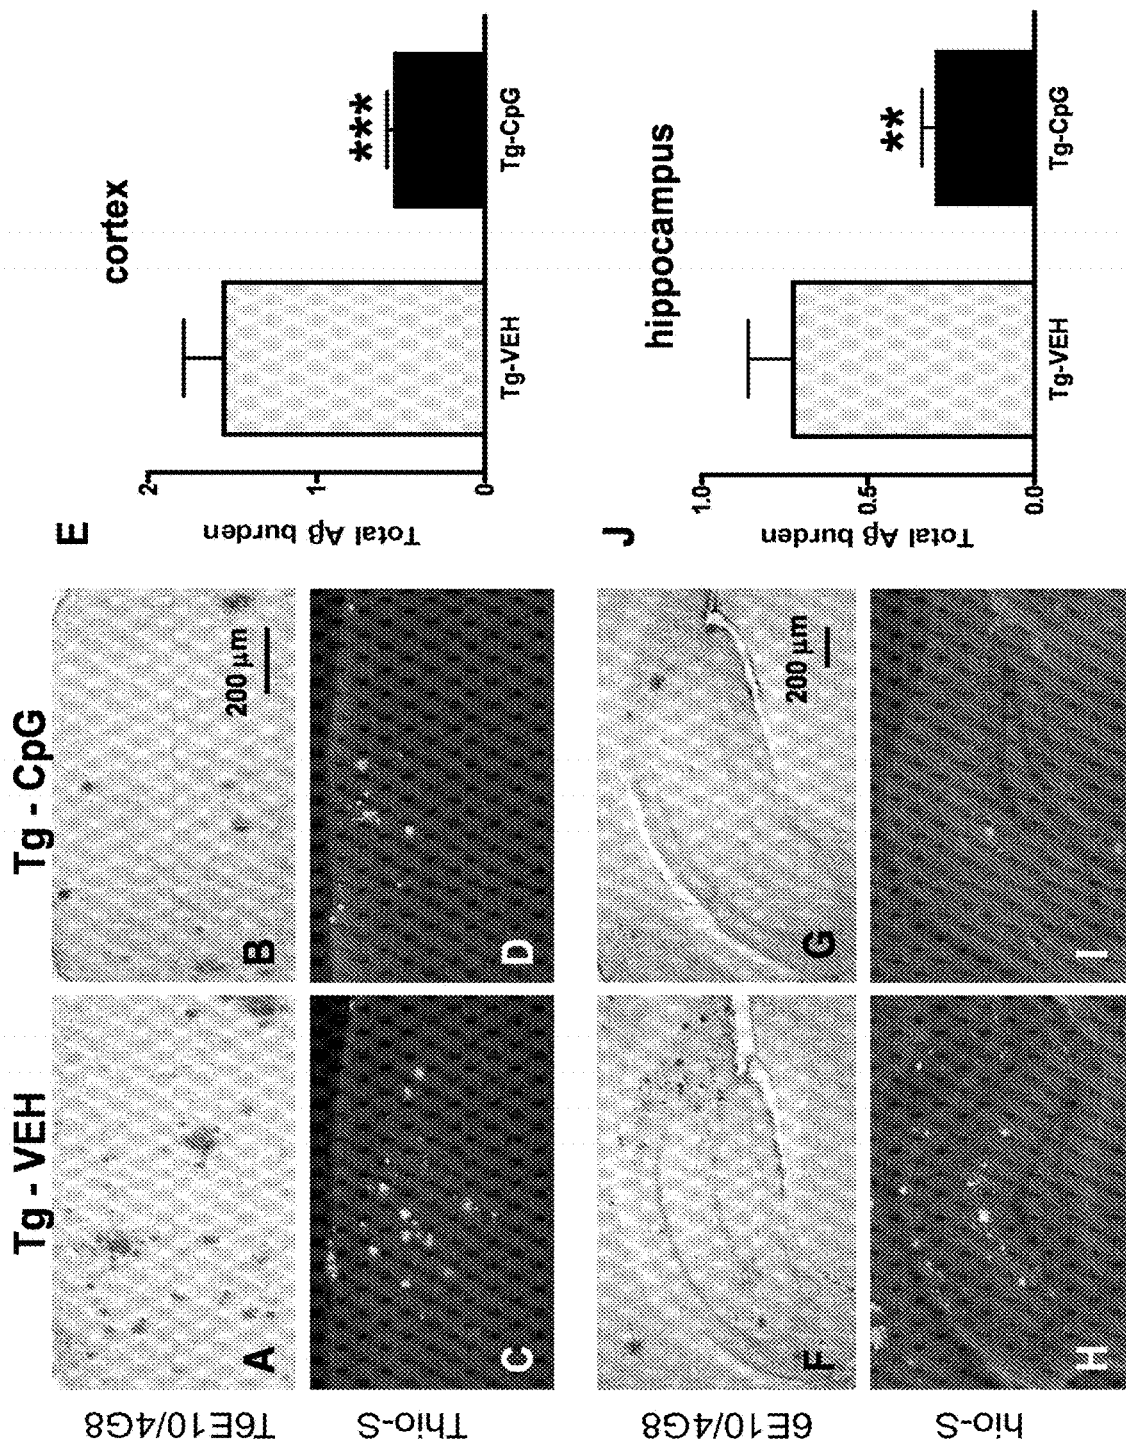 Tg - VEH
Tg - CpG
T6E10/4G8
A
B
200 µm
Thio-S
C
D
E
cortex
Total Aβ burden
2
1
0
***
Tg-VEH
Tg-CpG
6E10/4G8
F
G
200 µm
hio-S
H
I
J
hippocampus
Total Aβ burden
1.0
0.5
0.0
**
Tg-VEH
Tg-CpG